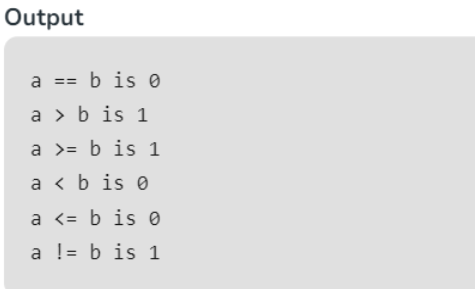 Output
a == b is 0
a > b is 1
a >= b is 1
a < b is 0
a <= b is 0
a != b is 1